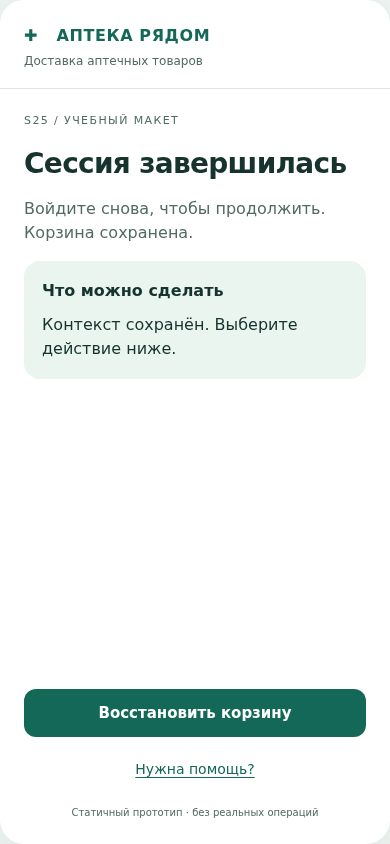 ✚ АПТЕКА РЯДОМ
Доставка аптечных товаров
S25 / УЧЕБНЫЙ МАКЕТ
Сессия завершилась
Войдите снова, чтобы продолжить.
Корзина сохранена.
Что можно сделать
Контекст сохранён. Выберите
действие ниже.
Восстановить корзину
Нужна помощь?
Статичный прототип · без реальных операций